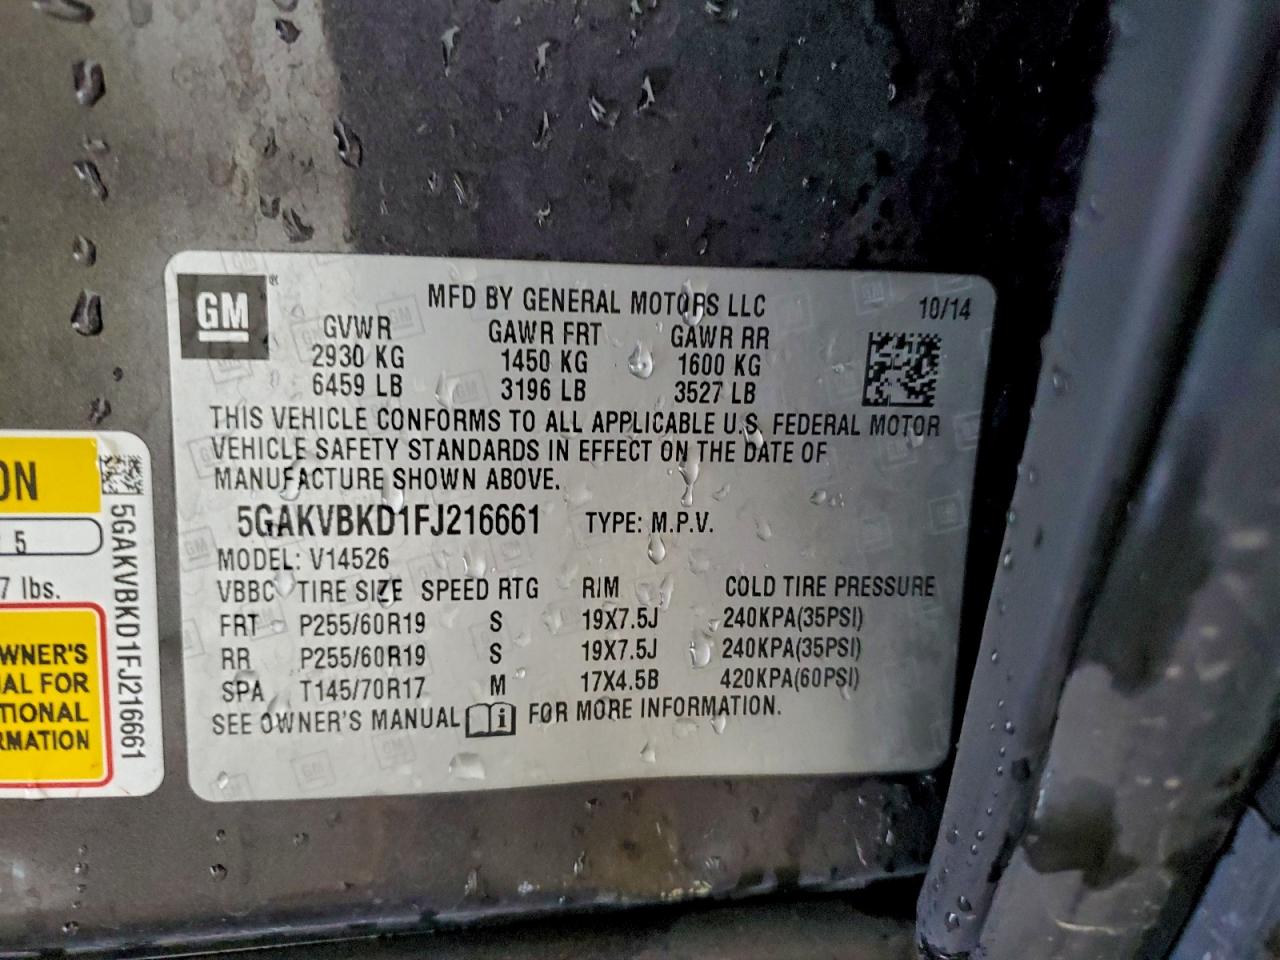 GM ®
MFD BY GENERAL MOTORS LLC
10/14
GVWR GAWR FRT GAWR RR
2930 KG 1450 KG 1600 KG
6459 LB 3196 LB 3527 LB
THIS VEHICLE CONFORMS TO ALL APPLICABLE U.S. FEDERAL MOTOR
VEHICLE SAFETY STANDARDS IN EFFECT ON THE DATE OF
MANUFACTURE SHOWN ABOVE.
5GAKVBKD1FJ216661 TYPE: M.P.V.
MODEL: V14526
VBBC TIRE SIZE SPEED RTG RIM COLD TIRE PRESSURE
FRT P255/60R19 S 19X7.5J 240KPA(35PSI)
RR P255/60R19 S 19X7.5J 240KPA(35PSI)
SPA T145/70R17 M 17X4.5B 420KPA(60PSI)
SEE OWNER'S MANUAL i FOR MORE INFORMATION.
ON
5
7 lbs.
WNER'S
AL FOR
TIONAL
RMATION
5GAKVBKD1FJ216661